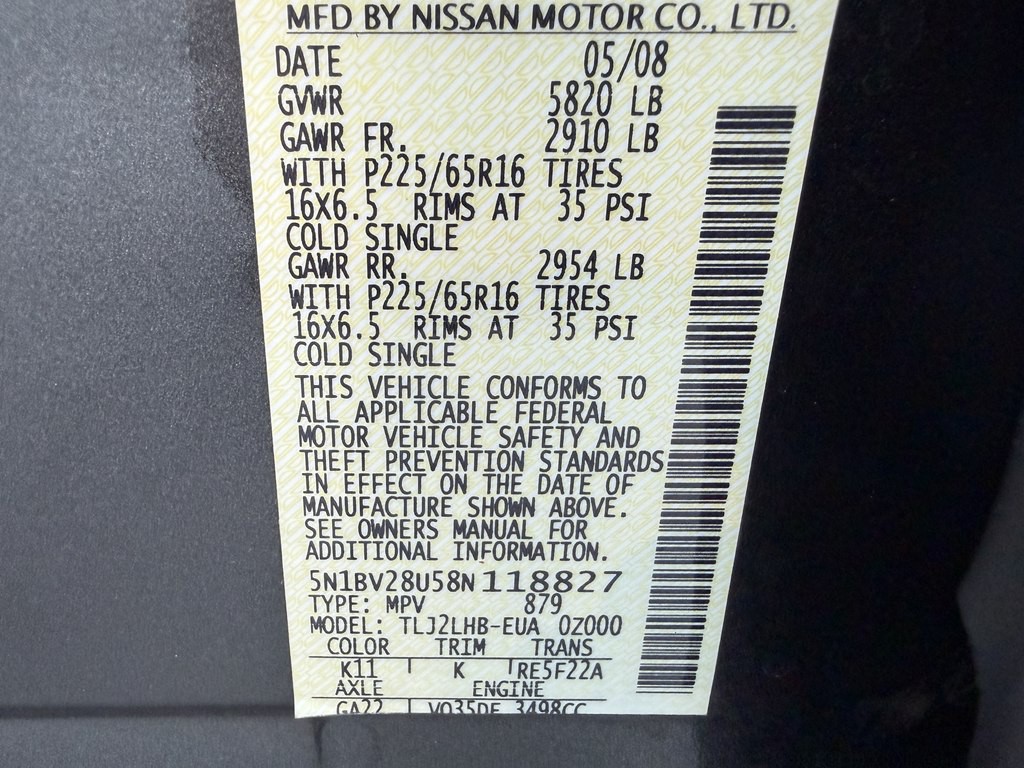 MFD BY NISSAN MOTOR CO., LTD.
DATE 05/08
GVWR 5820 LB
GAWR FR. 2910 LB
WITH P225/65R16 TIRES
16X6.5 RIMS AT 35 PSI
COLD SINGLE
GAWR RR. 2954 LB
WITH P225/65R16 TIRES
16X6.5 RIMS AT 35 PSI
COLD SINGLE
THIS VEHICLE CONFORMS TO
ALL APPLICABLE FEDERAL
MOTOR VEHICLE SAFETY AND
THEFT PREVENTION STANDARDS
IN EFFECT ON THE DATE OF
MANUFACTURE SHOWN ABOVE.
SEE OWNERS MANUAL FOR
ADDITIONAL INFORMATION.
5N1BV28U58N118827
TYPE: MPV 879
MODEL: TLJ2LHB-EUA 0Z000
COLOR TRIM TRANS
K11 K RE5F22A
AXLE ENGINE
GA22 VQ35DE 3498CC